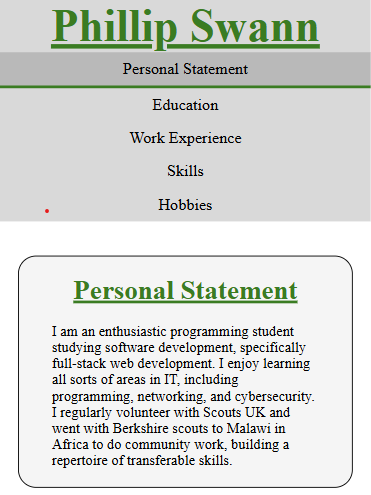 Phillip Swann
Personal Statement
Education
Work Experience
Skills
Hobbies
Personal Statement
I am an enthusiastic programming student
studying software development, specifically
full-stack web development. I enjoy learning
all sorts of areas in IT, including
programming, networking, and cybersecurity.
I regularly volunteer with Scouts UK and
went with Berkshire scouts to Malawi in
Africa to do community work, building a
repertoire of transferable skills.